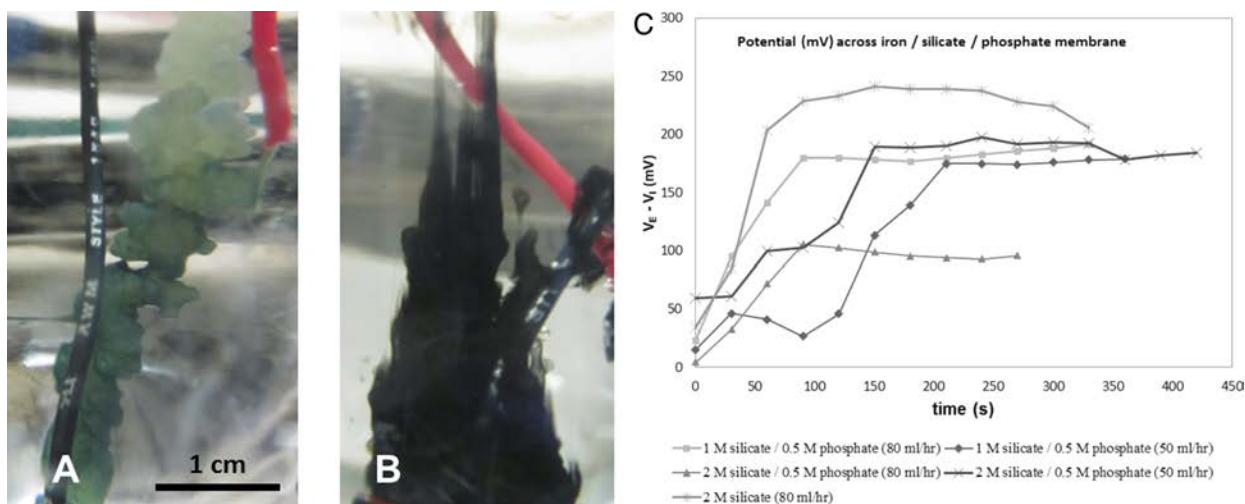 A
1 cm
STYLE
B
C
Potential (mV) across iron / silicate / phosphate membrane
300
250
200
150
100
50
0
V_E - V_I (mV)
0 50 100 150 200 250 300 350 400 450
time (s)
1 M silicate / 0.5 M phosphate (80 ml/hr)
1 M silicate / 0.5 M phosphate (50 ml/hr)
2 M silicate / 0.5 M phosphate (80 ml/hr)
2 M silicate / 0.5 M phosphate (50 ml/hr)
2 M silicate (80 ml/hr)